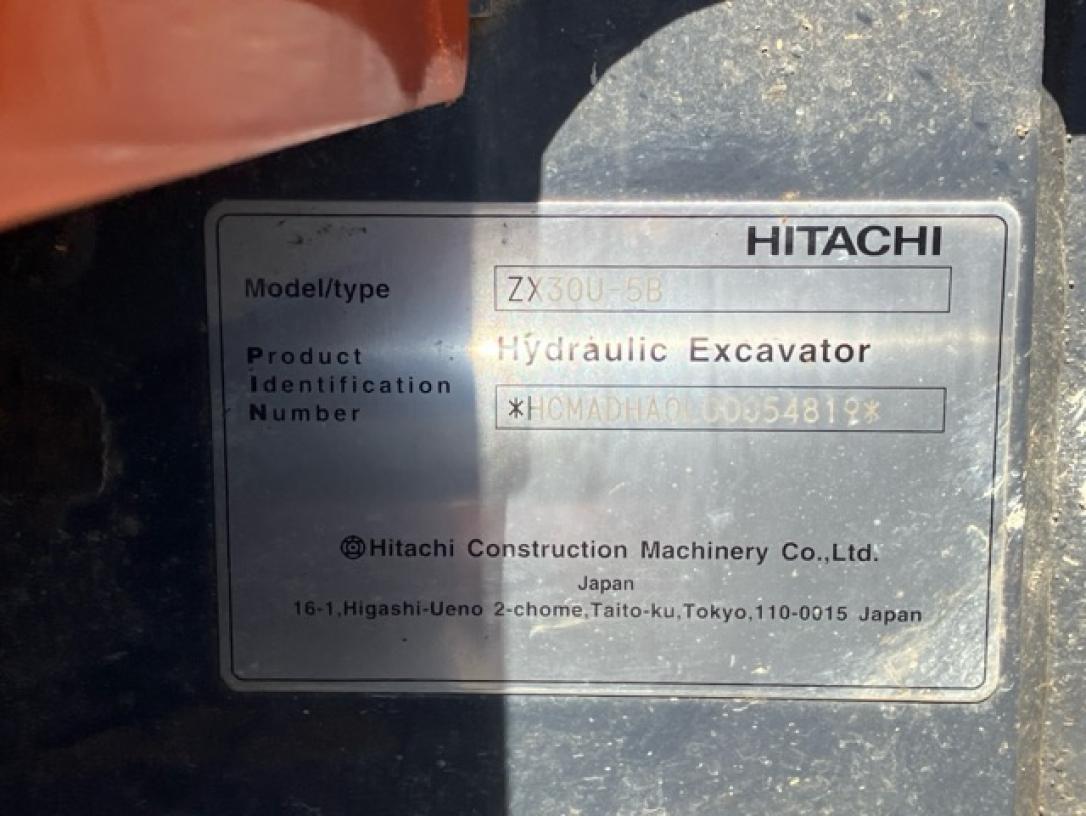 HITACHI
Model/type ZX30U-5B
Product
Hydraulic Excavator
Identification
Number
Hitachi Construction Machinery Co.,Ltd.
Japan
16-1,Higashi-Ueno 2-chome,Taito-ku,Tokyo,110-0015 Japan